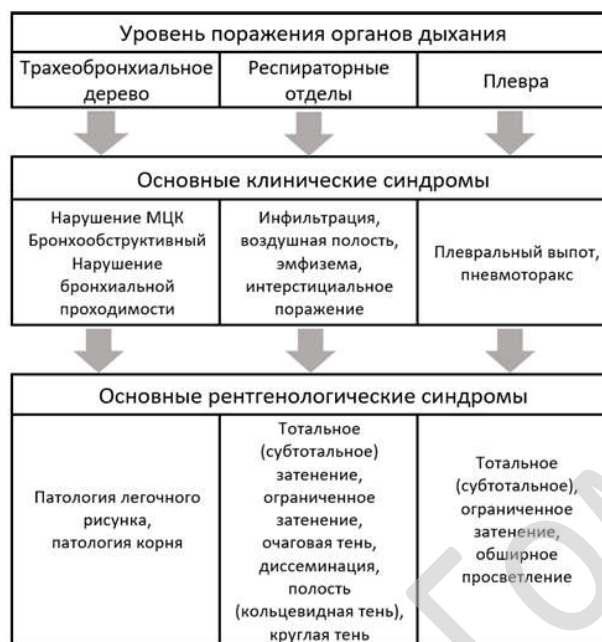 Уровень поражения органов дыхания
Трахеобронхиальное
дерево
Респираторные
отделы
Плевра
Основные клинические синдромы
Нарушение МЦК
Бронхообструктивный
Нарушение
бронхиальной
проходимости
Инфильтрация,
воздушная полость,
эмфизема,
интерстициальное
поражение
Плевральный выпот,
пневмоторакс
Основные рентгенологические синдромы
Патология легочного
рисунка,
патология корня
Тотальное
(субтотальное)
затенение,
ограниченное
затенение,
очаговая тень,
диссеминация,
полость
(кольцевидная тень),
круглая тень
Тотальное
(субтотальное),
ограниченное
затенение,
обширное
просветление